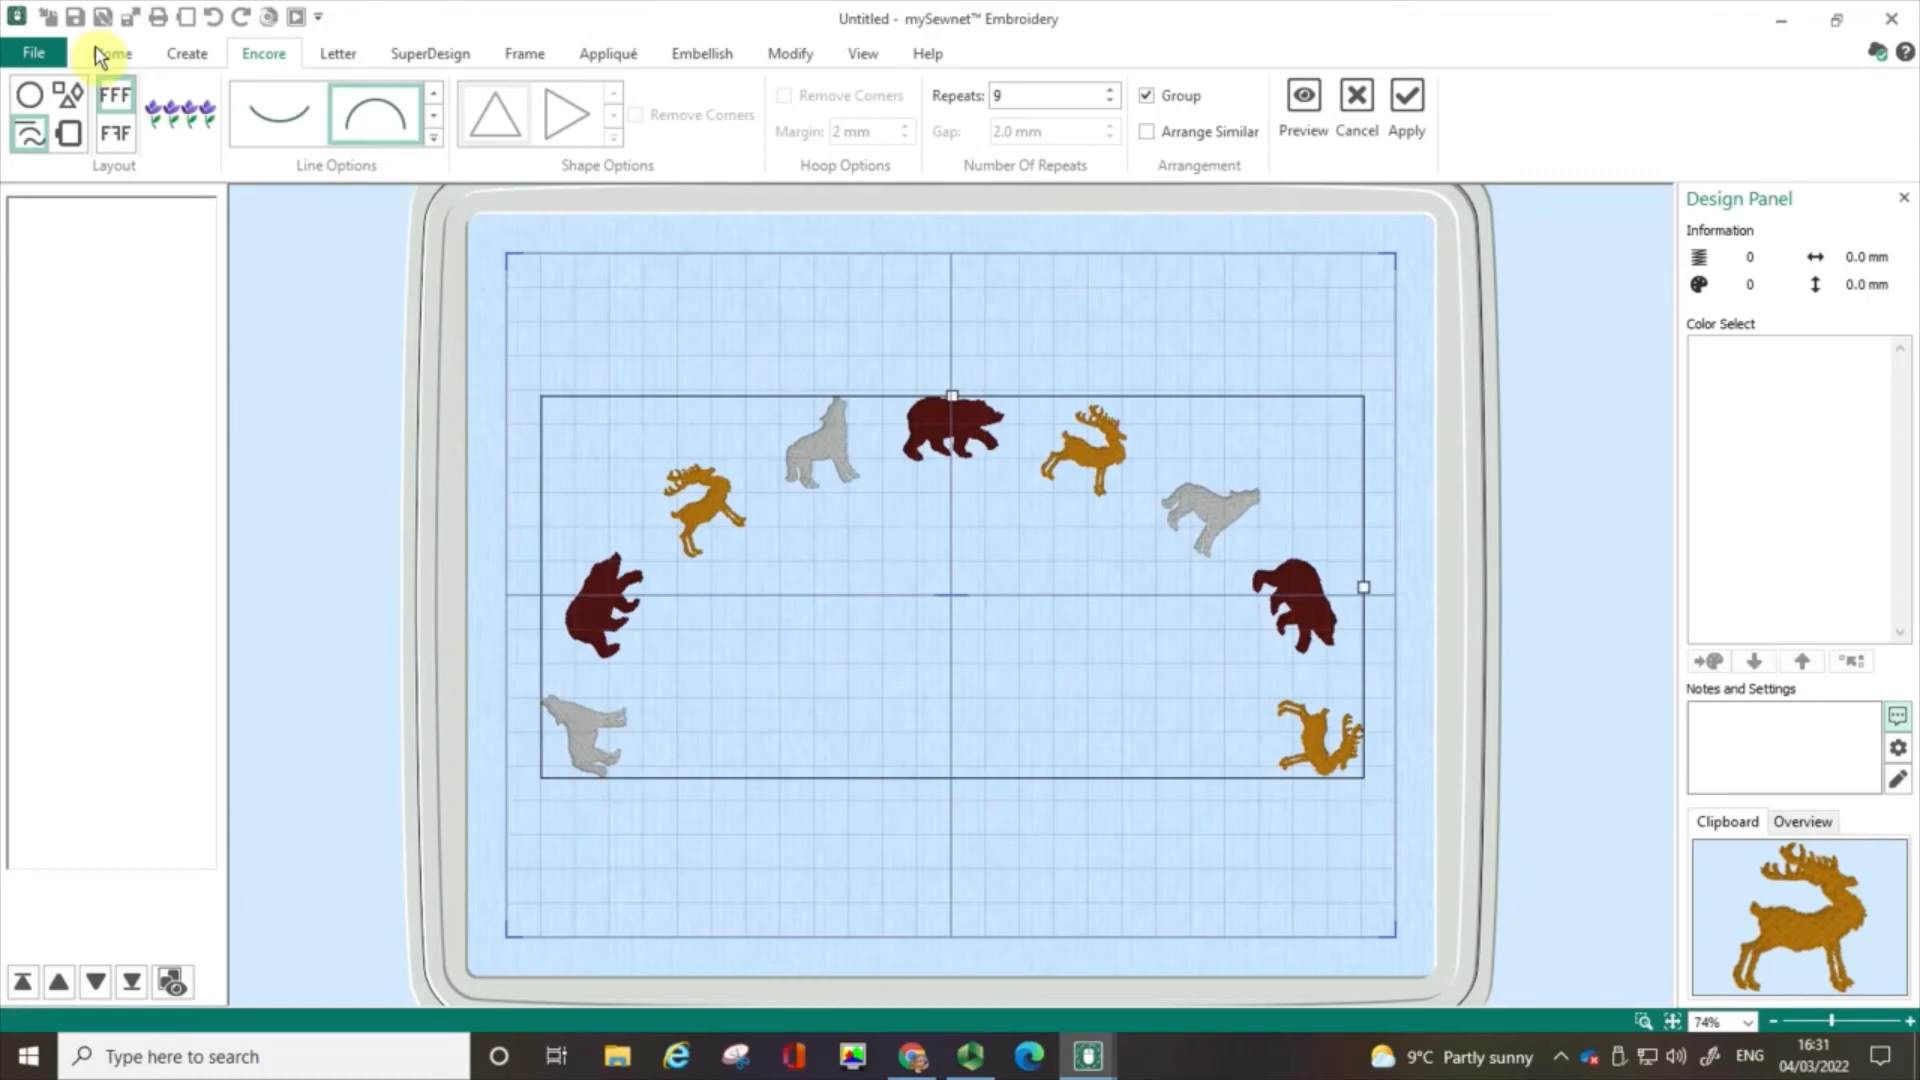 Untitled - mySewnet™ Embroidery
File
Home
Create
Encore
Letter
SuperDesign
Frame
Appliqué
Embellish
Modify
View
Help
FFF
Remove Corners
Remove Corners
Margin: 2 mm
Repeats: 9
Gap: 2.0 mm
Group
Arrange Similar
Preview
Cancel
Apply
Layout
Line Options
Shape Options
Hoop Options
Number Of Repeats
Arrangement
Design Panel
Information
0
0.0 mm
0
0.0 mm
Color Select
Notes and Settings
Clipboard
Overview
74%
Type here to search
9°C Partly sunny
ENG
16:31
04/03/2022